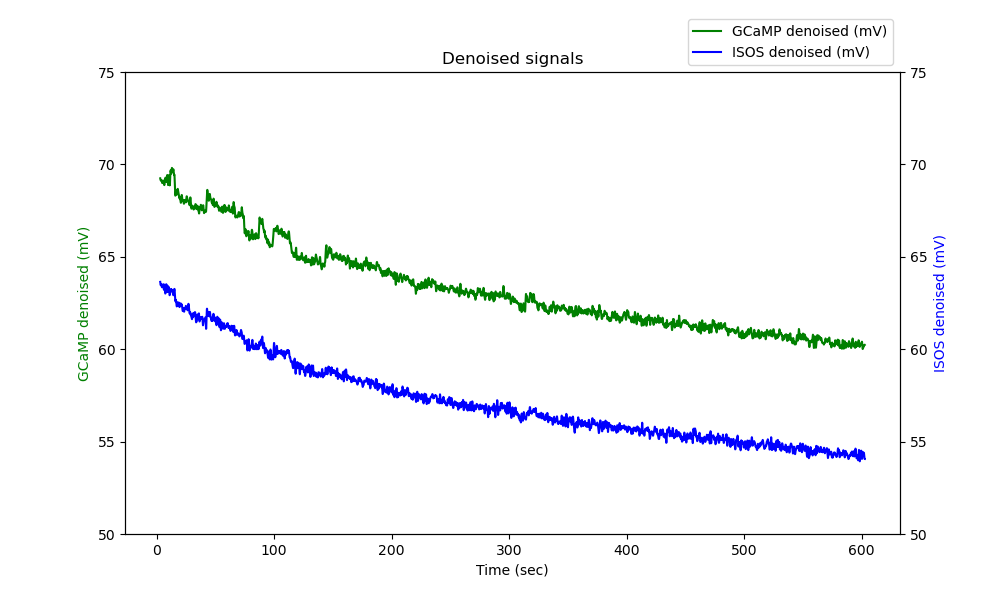 GCaMP denoised (mV)
ISOS denoised (mV)
Denoised signals
75
70
65
60
55
50
GCaMP denoised (mV)
75
70
65
60
55
50
ISOS denoised (mV)
0 100 200 300 400 500 600
Time (sec)